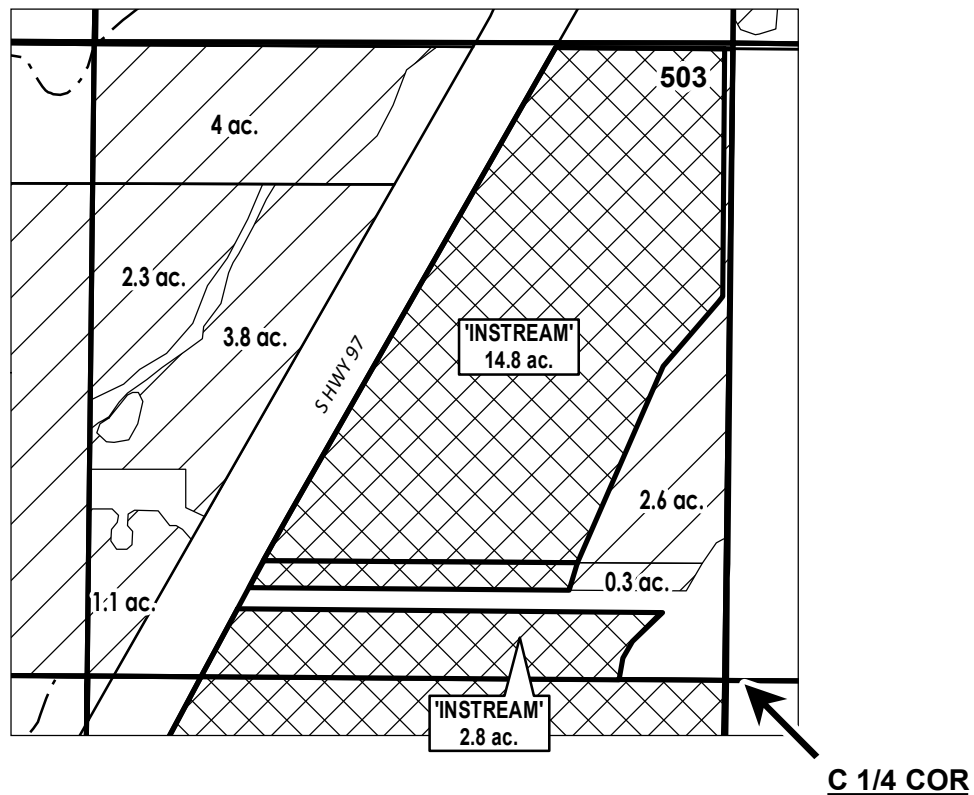 503
4 ac.
2.3 ac.
3.8 ac.
S HWY 97
'INSTREAM'
14.8 ac.
2.6 ac.
0.3 ac.
1.1 ac.
'INSTREAM'
2.8 ac.
C 1/4 COR